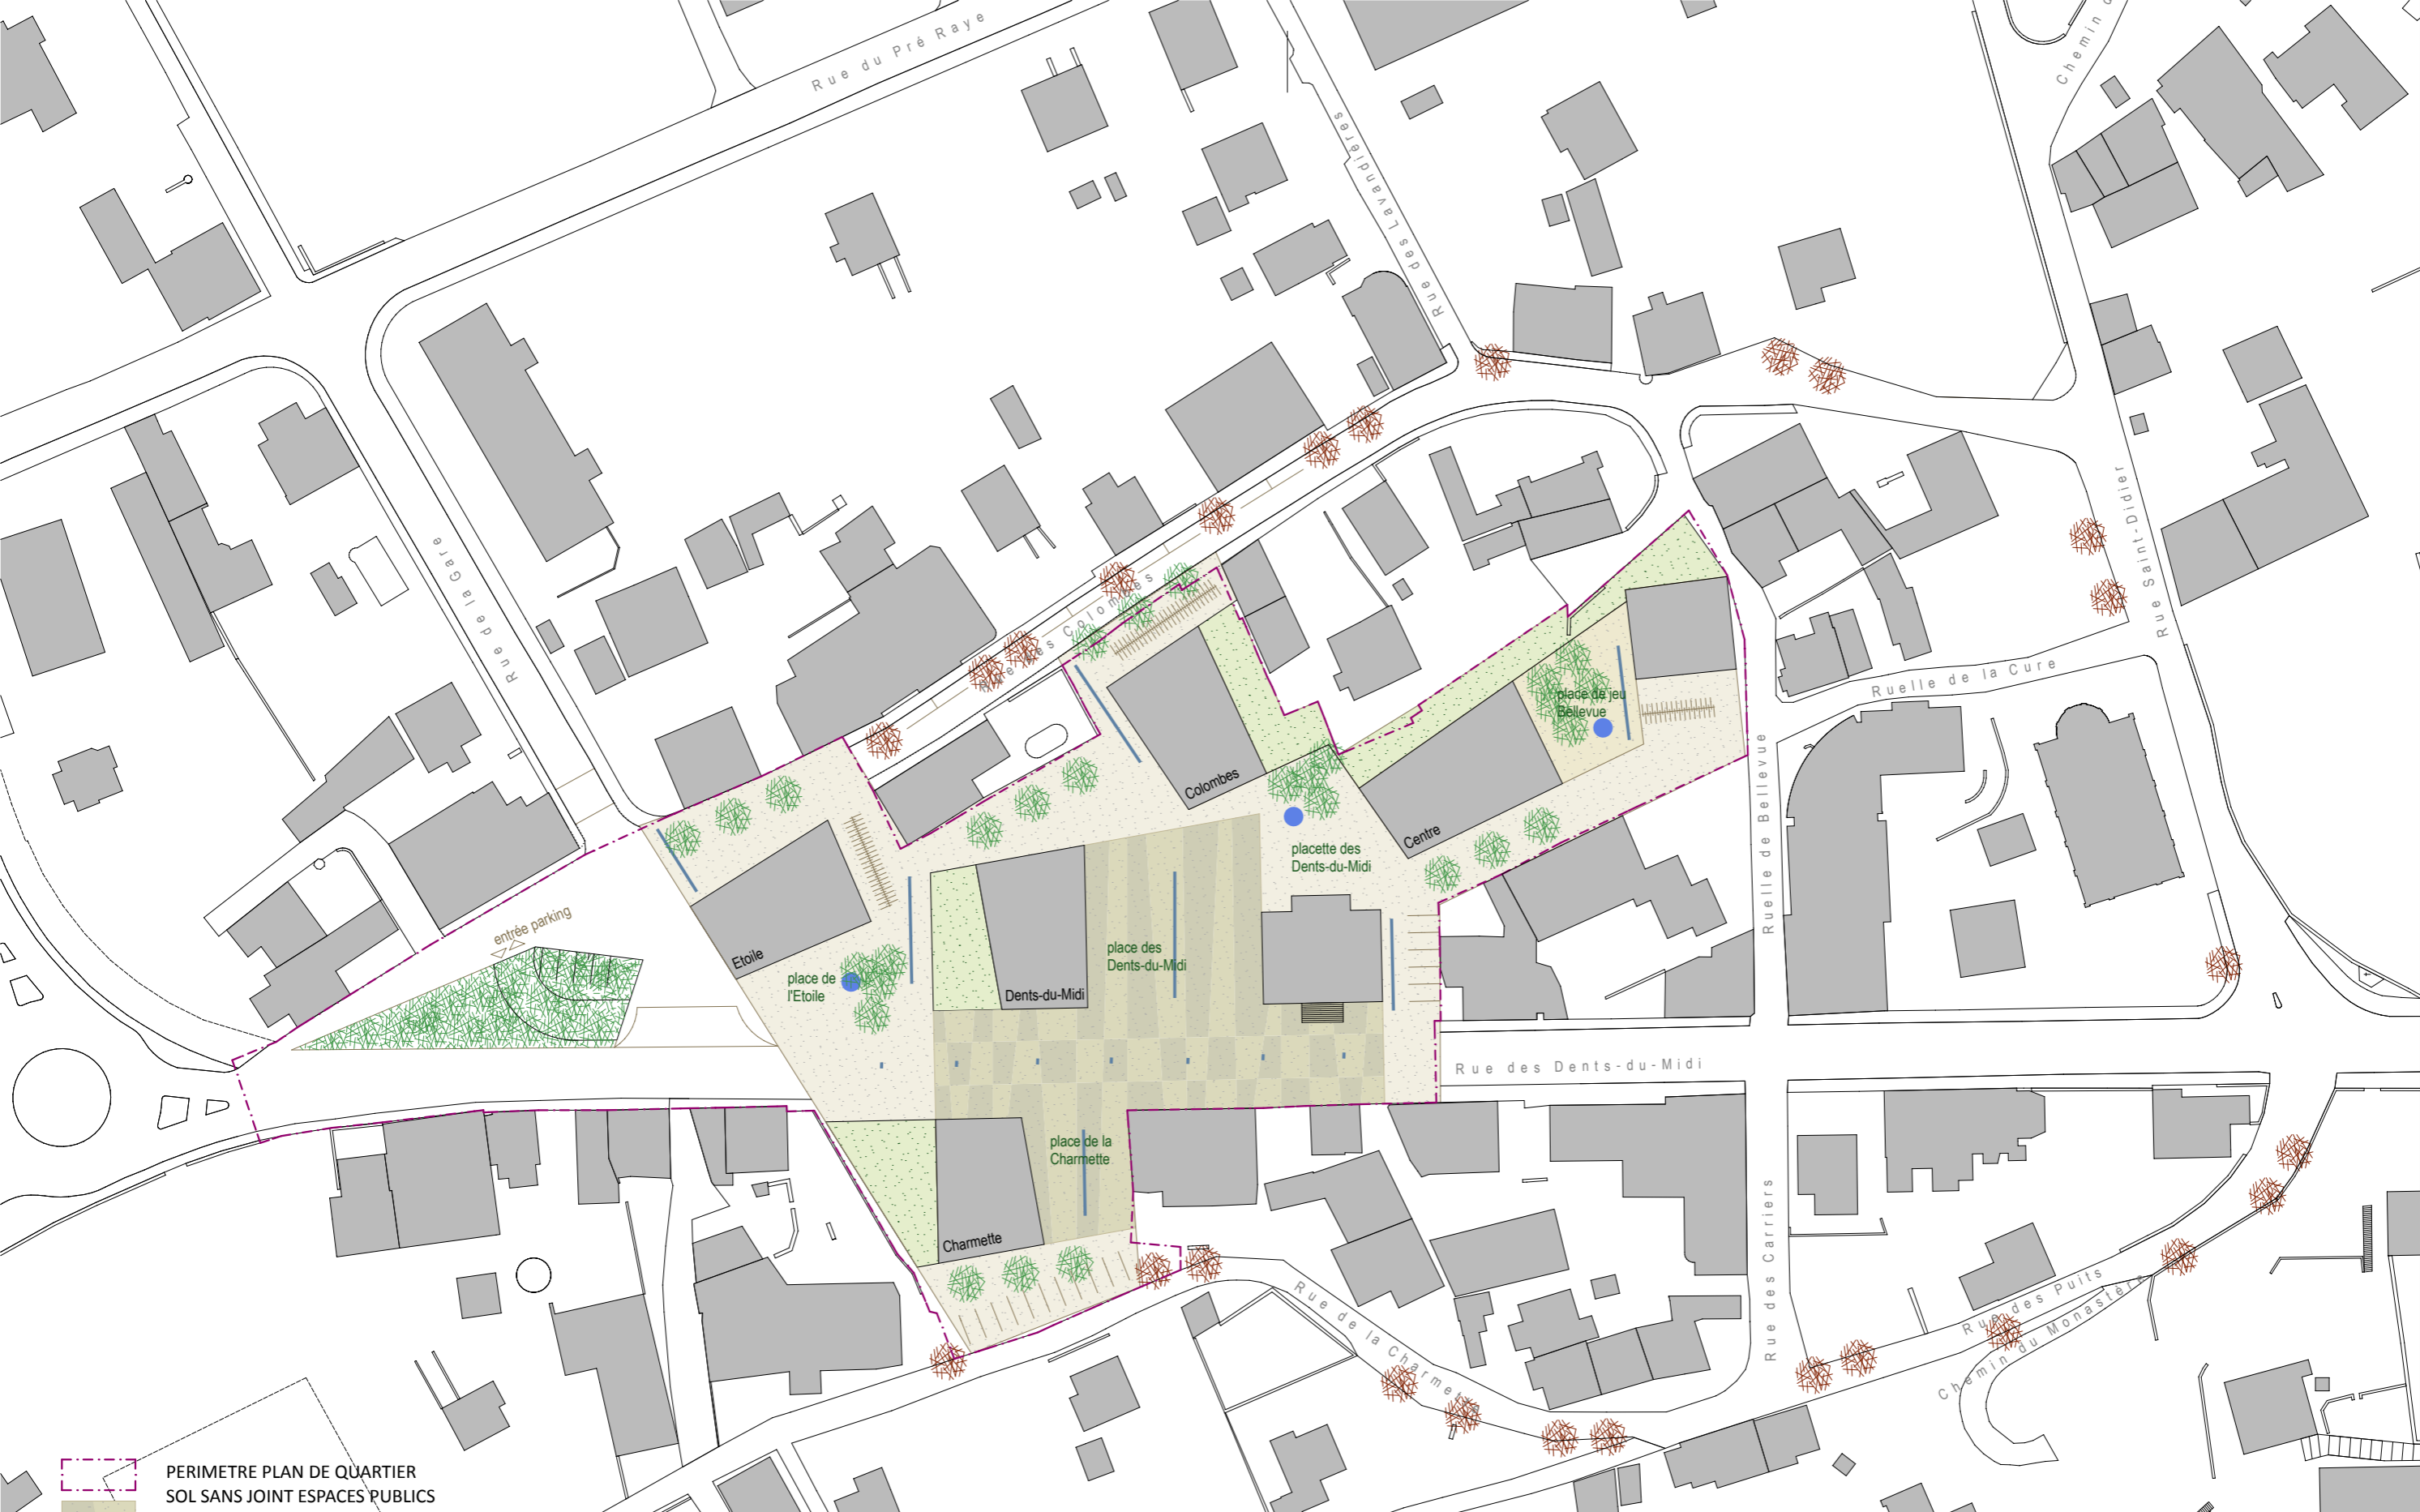 Rue du Pré Raye
Chemin d
Rue des Lavandières
Rue de la Gare
Rue des Colombes
Rue Saint-Didier
Ruelle de la Cure
place de jeu
Bellevue
Ruelle de Bellevue
Colombes
Centre
placette des
Dents-du-Midi
entrée parking
Etoile
place de
l'Etoile
place des
Dents-du-Midi
Dents-du-Midi
Rue des Dents-du-Midi
place de la
Charmette
Charmette
Rue de la Charmette
Rue des Carriers
Rue des Puits
Chemin du Monastère
PERIMETRE PLAN DE QUARTIER
SOL SANS JOINT ESPACES PUBLICS